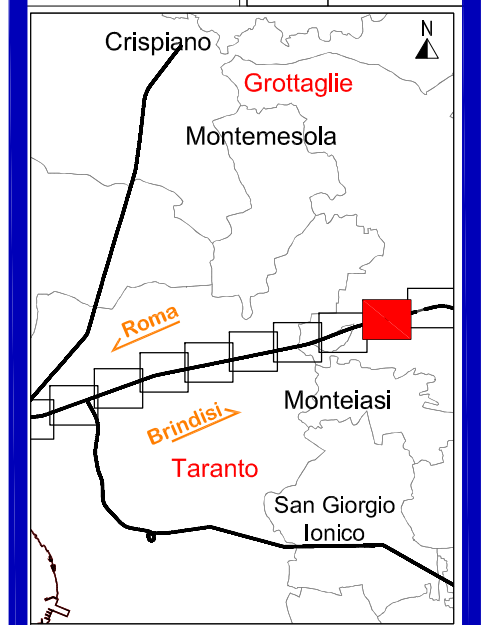 Crispiano
N
Grottaglie
Montemesola
Roma
Monteiasi
Brindisi
Taranto
San Giorgio
Ionico